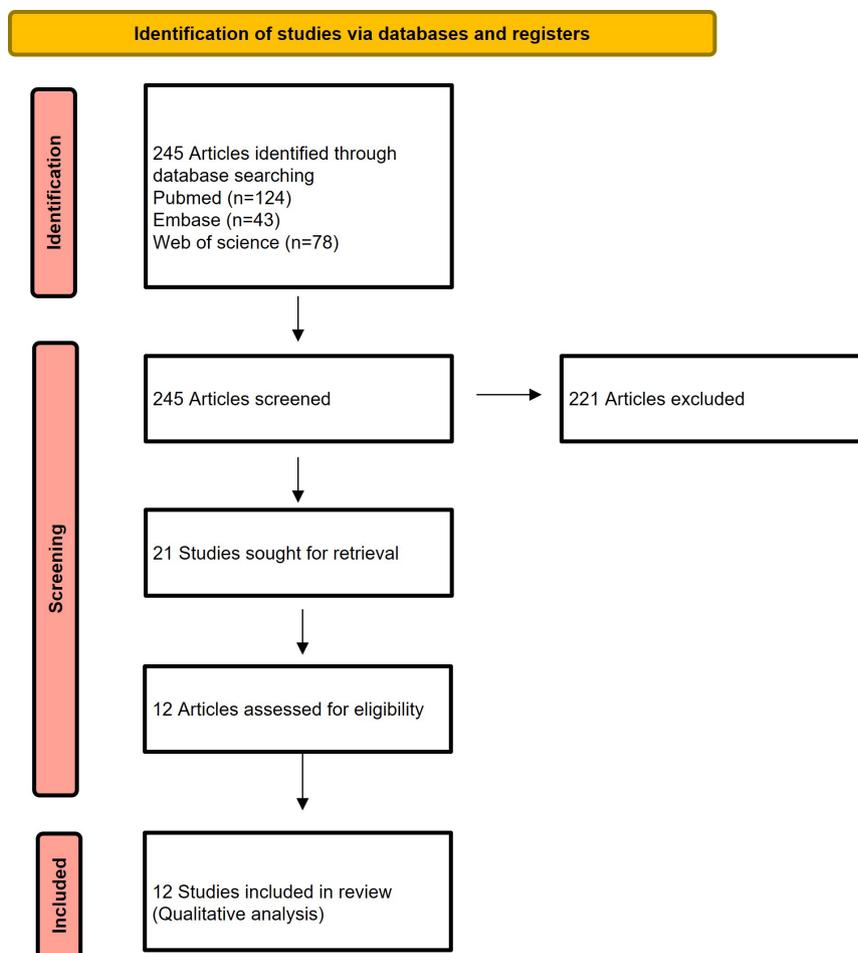 Identification of studies via databases and registers
Identification
245 Articles identified through
database searching
Pubmed (n=124)
Embase (n=43)
Web of science (n=78)
Screening
245 Articles screened
221 Articles excluded
21 Studies sought for retrieval
12 Articles assessed for eligibility
Included
12 Studies included in review
(Qualitative analysis)